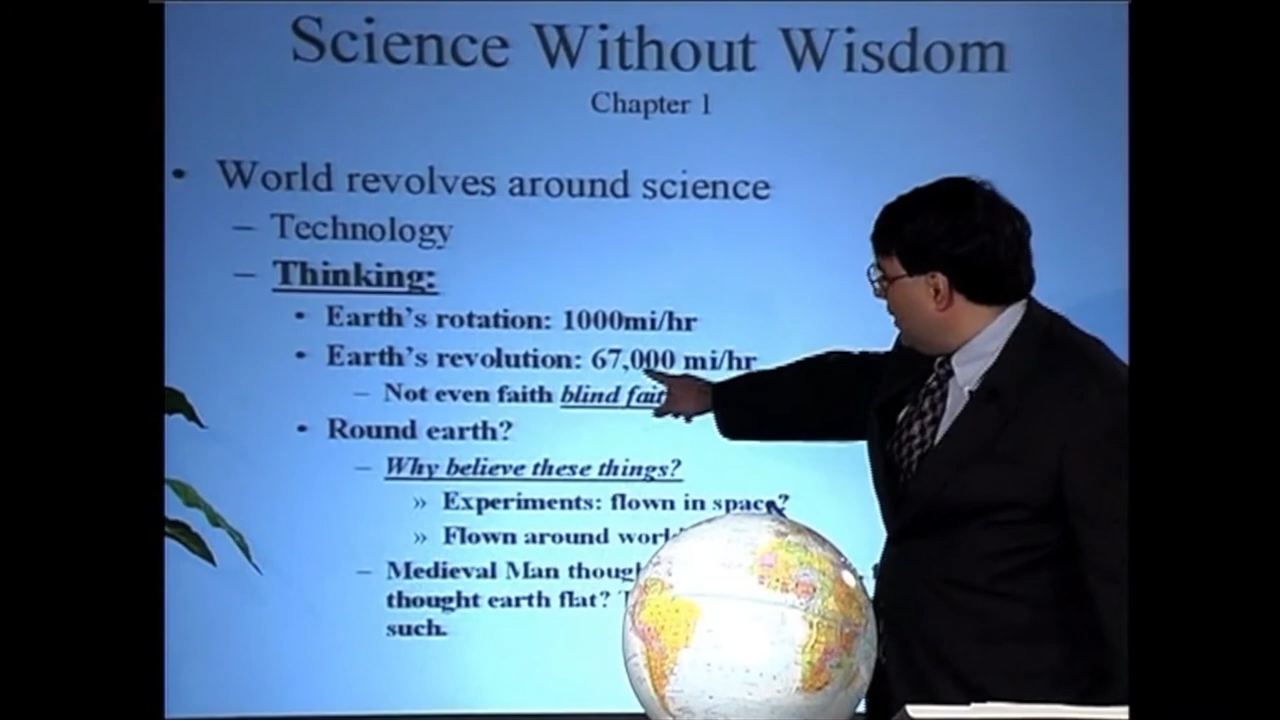 Science Without Wisdom
Chapter 1
• World revolves around science
– Technology
– Thinking:
• Earth's rotation: 1000mi/hr
• Earth's revolution: 67,000 mi/hr
– Not even faith blind
• Round earth?
– Why believe these things?
» Experiments: flown in space?
» Flown around
– Medieval Man
thought earth flat?
such.